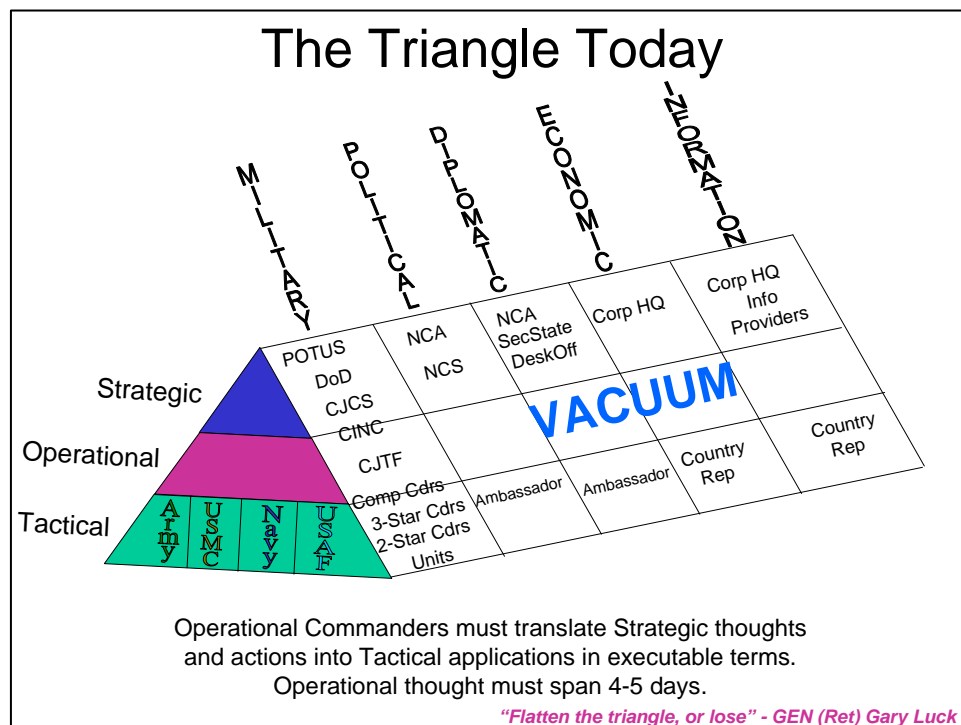 The Triangle Today
MILITARY
POLITICAL
DIPLOMATIC
ECONOMIC
INFORMATION
Strategic
Operational
Tactical
Army
USMC
Navy
USAF
POTUS
DoD
CJCS
CINC
CJTF
Comp Cdrs
3-Star Cdrs
2-Star Cdrs
Units
NCA
NCS
Ambassador
NCA
SecState
DeskOff
Ambassador
Corp HQ
Country
Rep
Corp HQ
Info
Providers
Country
Rep
VACUUM
Operational Commanders must translate Strategic thoughts
and actions into Tactical applications in executable terms.
Operational thought must span 4-5 days.
“Flatten the triangle, or lose” - GEN (Ret) Gary Luck